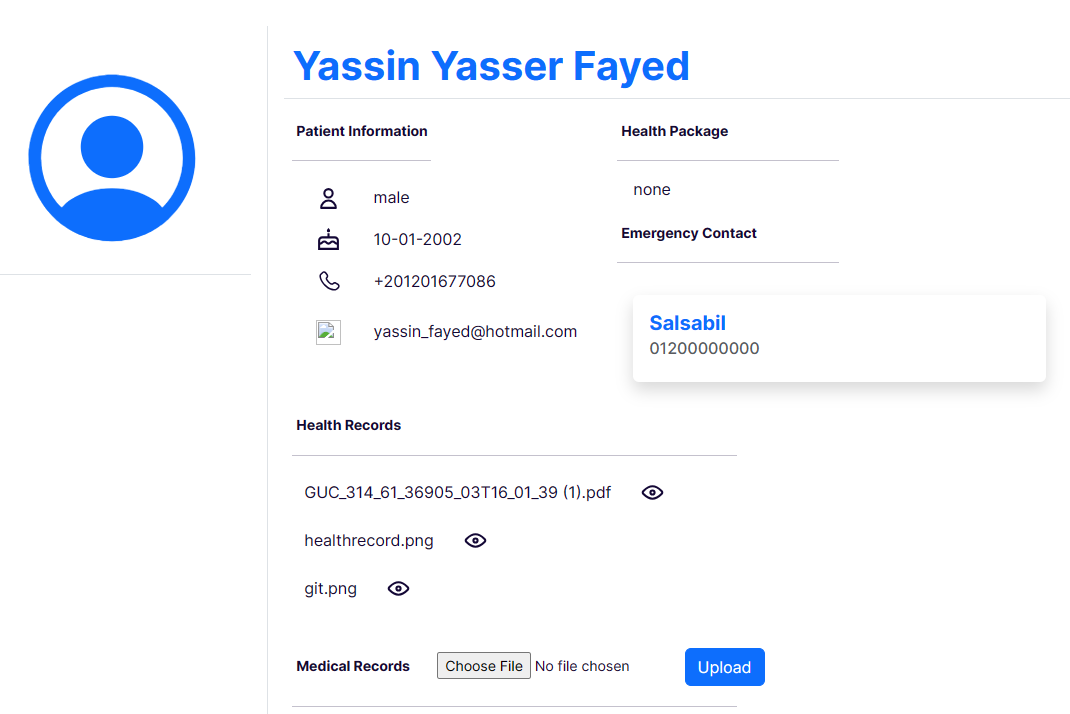 Yassin Yasser Fayed
Patient Information
male
10-01-2002
+201201677086
yassin_fayed@hotmail.com
Health Package
none
Emergency Contact
Salsabil
01200000000
Health Records
GUC_314_61_36905_03T16_01_39 (1).pdf
healthrecord.png
git.png
Medical Records Choose File No file chosen Upload